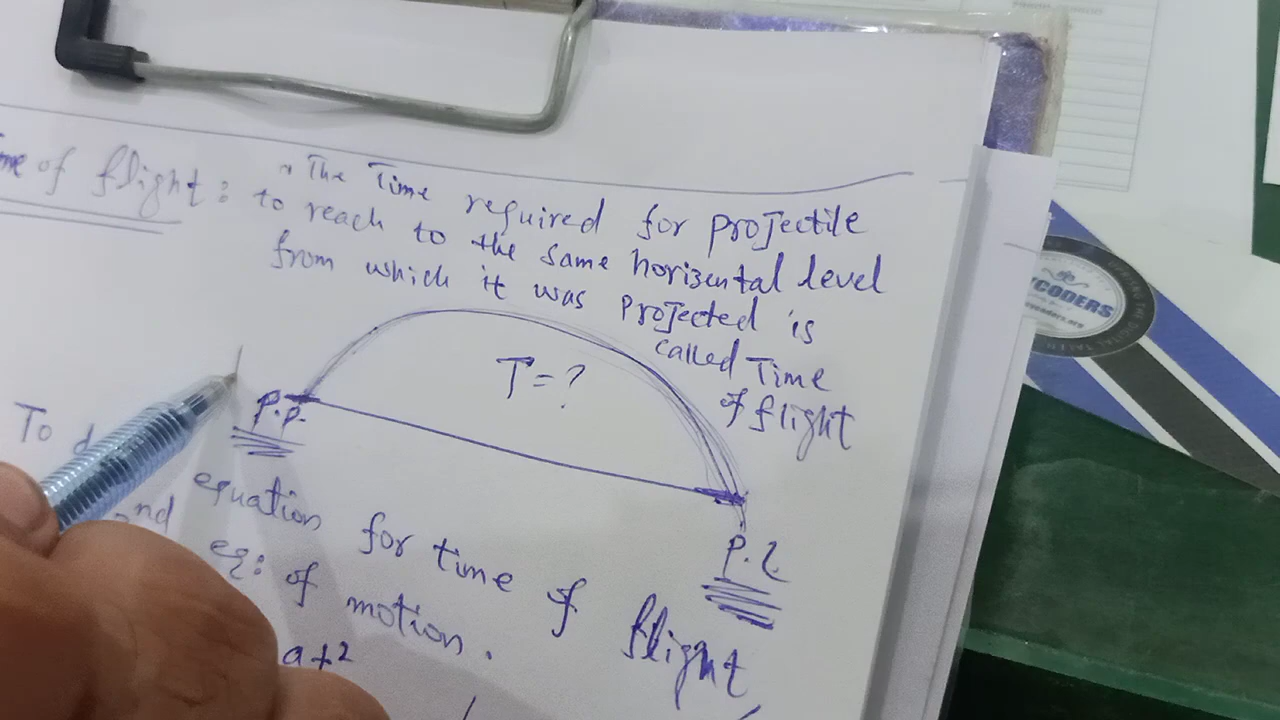 me of flight: "The Time required for projectile
to reach to the same horizental level
from which it was projected is
called Time
of flight
T=?
P.P.
P.L
To d
equation for time of flight
nd eq: of motion.
at²
CODERS